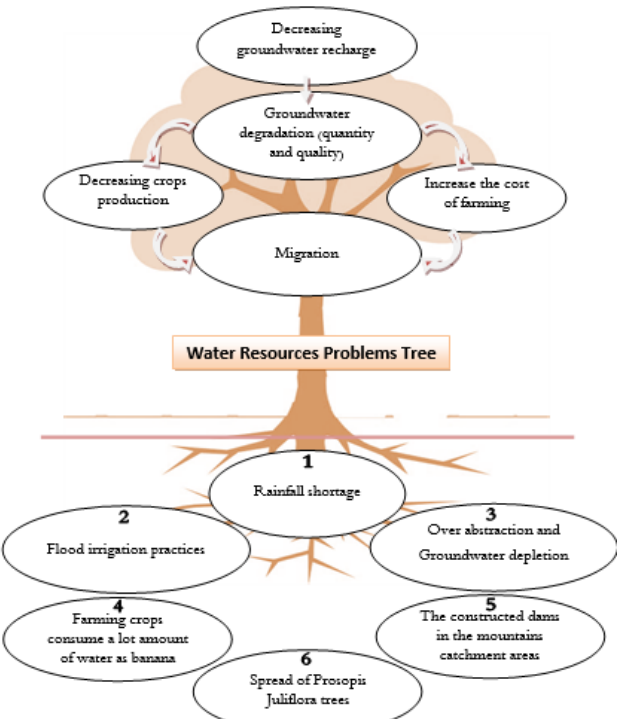 Decreasing
groundwater recharge
Groundwater
degradation (quantity
and quality)
Decreasing crops
production
Increase the cost
of farming
Migration
Water Resources Problems Tree
1
Rainfall shortage
2
Flood irrigation practices
3
Over abstraction and
Groundwater depletion
4
Farming crops
consume a lot amount
of water as banana
5
The constructed dams
in the mountains
catchment areas
6
Spread of Prosopis
Juliflora trees